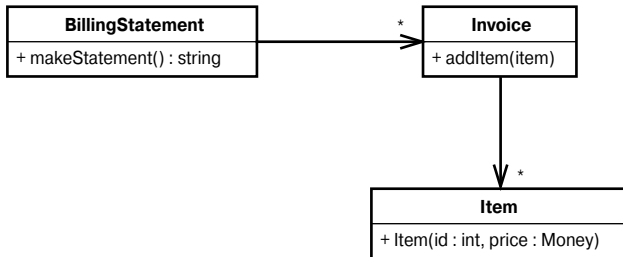 BillingStatement
+ makeStatement() : string
*
Invoice
+ addItem(item)
*
Item
+ Item(id : int, price : Money)